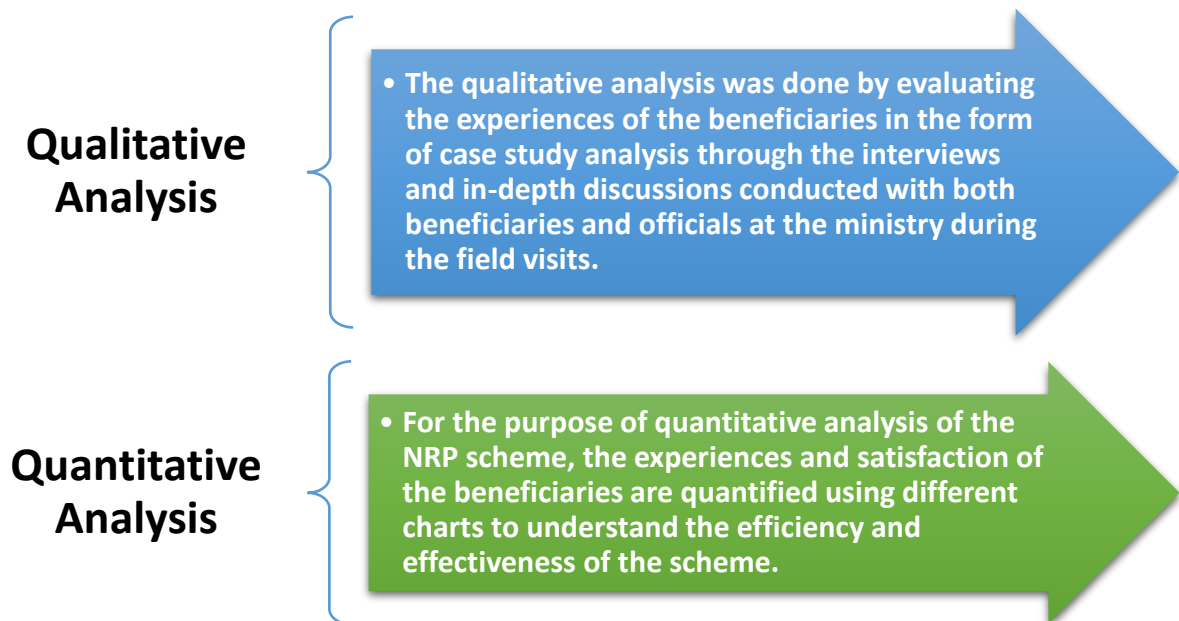 Qualitative
Analysis
• The qualitative analysis was done by evaluating
the experiences of the beneficiaries in the form
of case study analysis through the interviews
and in-depth discussions conducted with both
beneficiaries and officials at the ministry during
the field visits.
Quantitative
Analysis
• For the purpose of quantitative analysis of the
NRP scheme, the experiences and satisfaction of
the beneficiaries are quantified using different
charts to understand the efficiency and
effectiveness of the scheme.